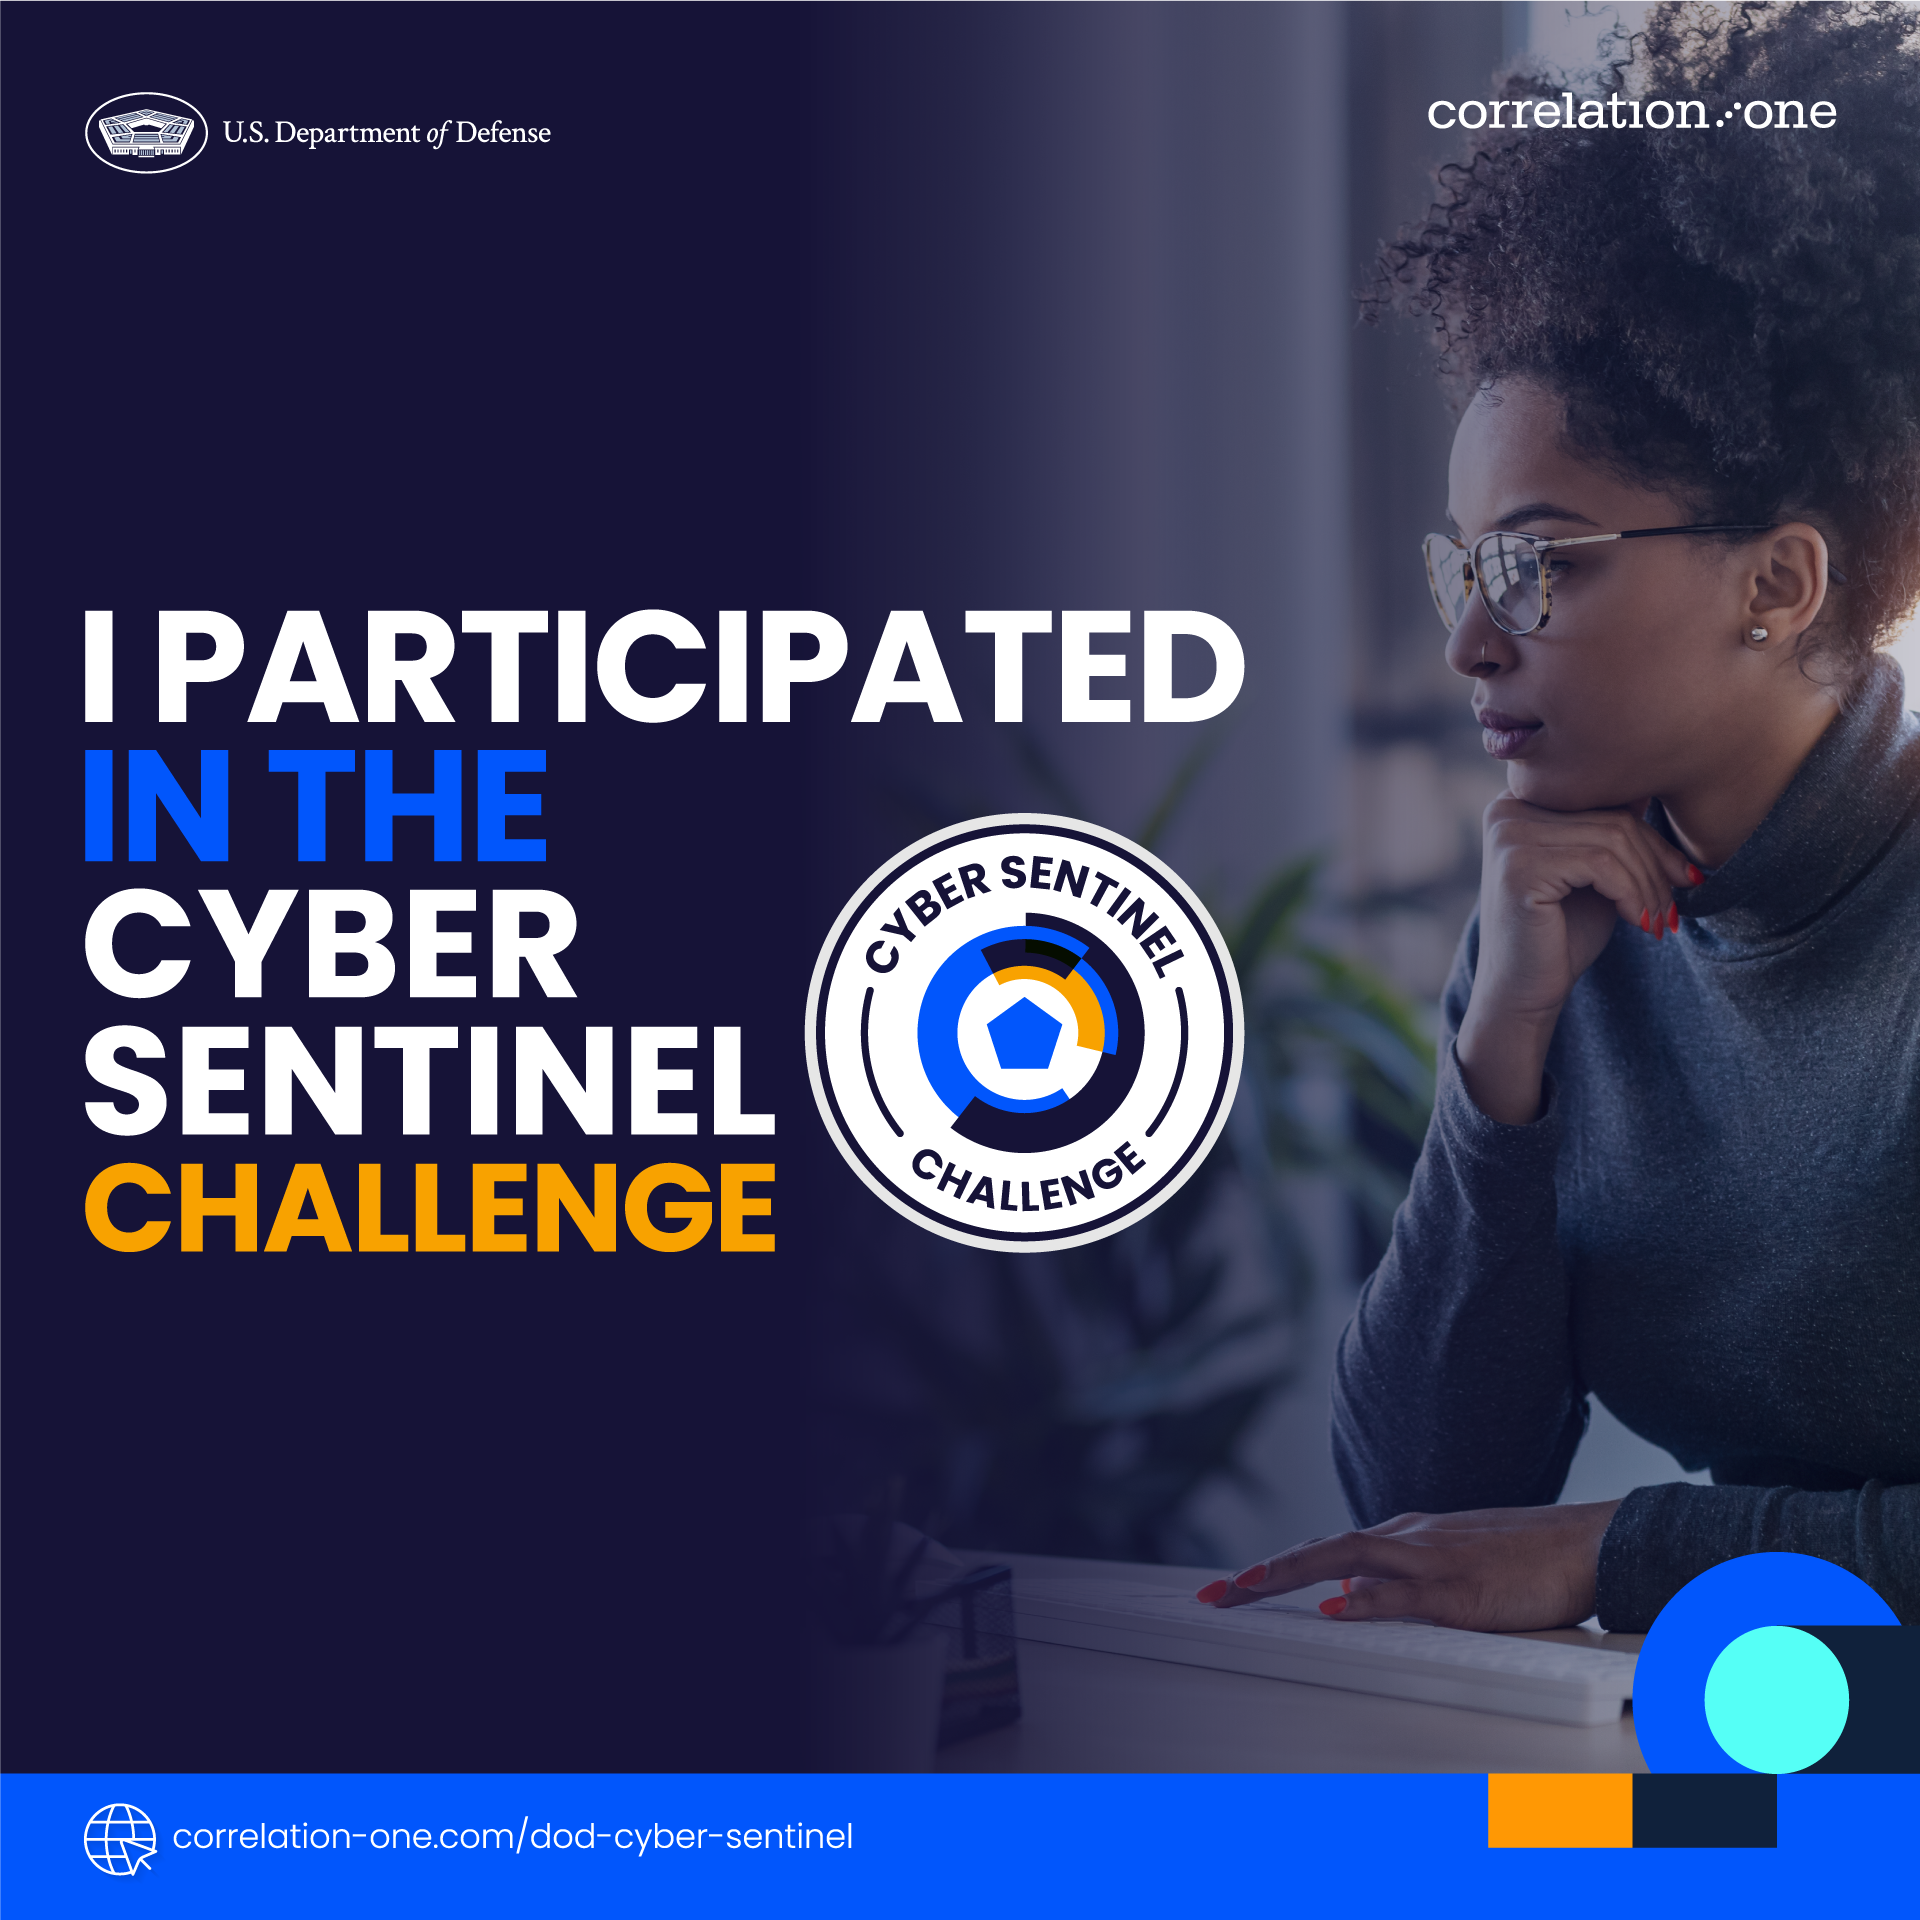 U.S. Department of Defense
correlation one
I PARTICIPATED
IN THE
CYBER
SENTINEL
CHALLENGE
CYBER SENTINEL
CHALLENGE
correlation-one.com/dod-cyber-sentinel